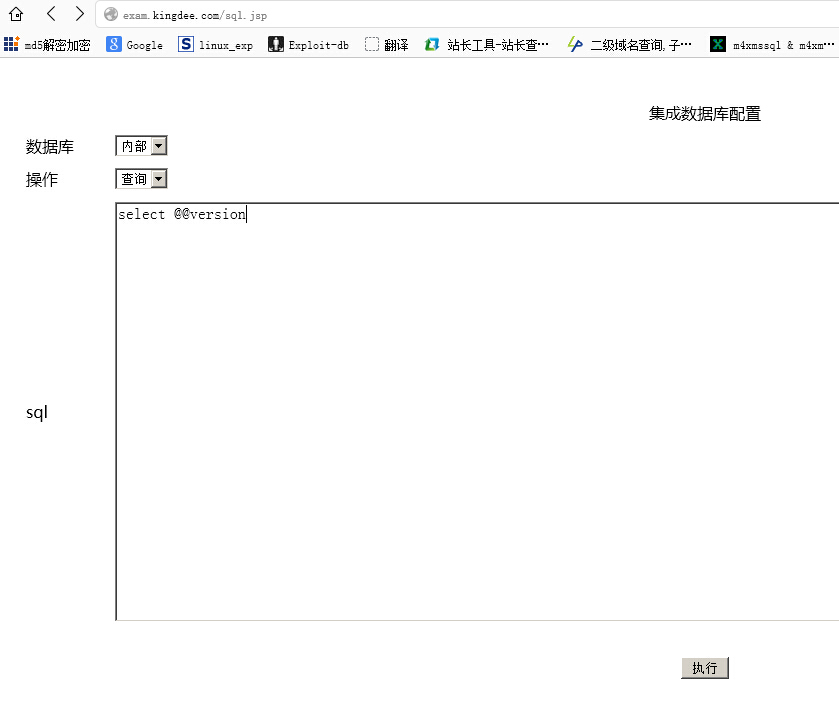 exam.kingdee.com/sql.jsp
md5解密加密 Google linux_exp Exploit-db 翻译 站长工具-站长查… 二级域名查询,子… m4xmssql & m4xm…
集成数据库配置
数据库 内部
操作 查询
select @@version
sql
执行